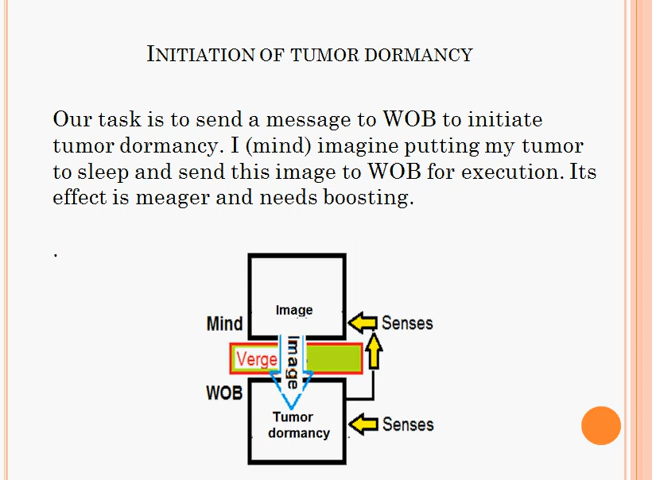 INITIATION OF TUMOR DORMANCY
Our task is to send a message to WOB to initiate
tumor dormancy. I (mind) imagine putting my tumor
to sleep and send this image to WOB for execution. Its
effect is meager and needs boosting.
.
Image
Mind
Senses
Verge
Image
WOB
Tumor
dormancy
Senses